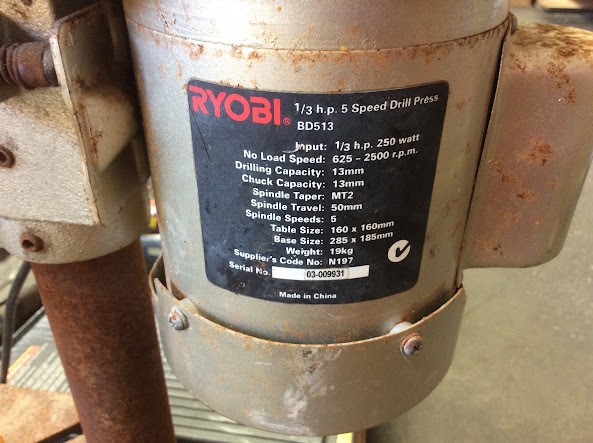 RYOBI® 1/3 h.p. 5 Speed Drill Press
BD513
Input: 1/3 h.p. 250 watt
No Load Speed: 625 - 2500 r.p.m.
Drilling Capacity: 13mm
Chuck Capacity: 13mm
Spindle Taper: MT2
Spindle Travel: 50mm
Spindle Speeds: 5
Table Size: 160 x 160mm
Base Size: 285 x 185mm
Weight: 19kg
Supplier's Code No: N197
Serial No. 03-009931
Made in China